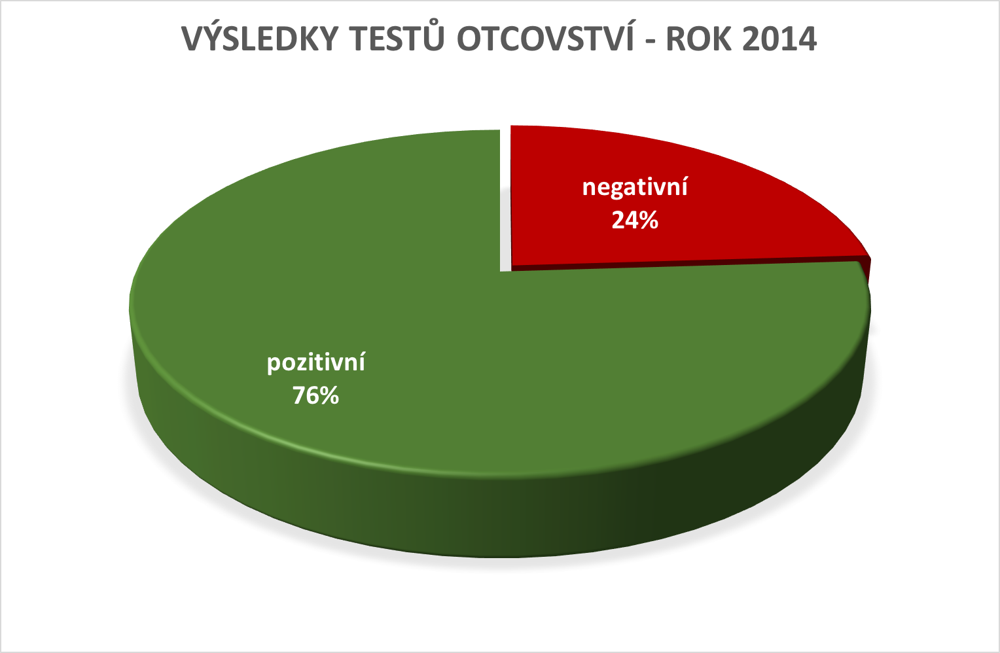 VÝSLEDKY TESTŮ OTCOVSTVÍ - ROK 2014
negativní
24%
pozitivní
76%